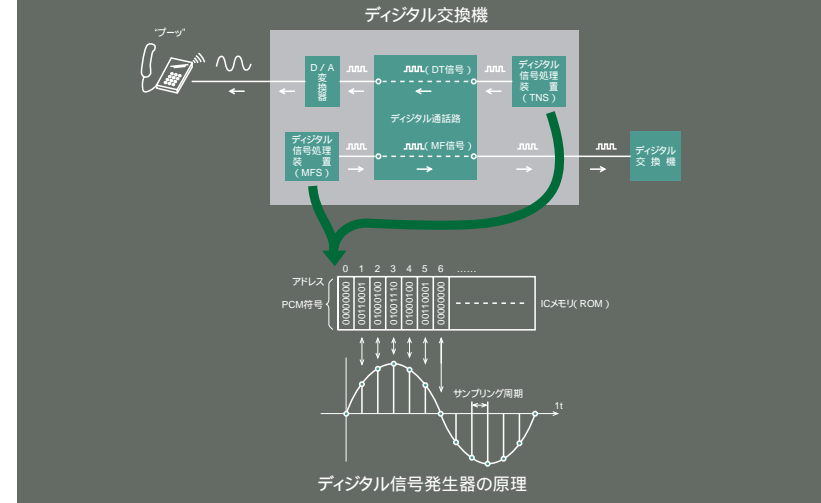 ディジタル交換機
“プーッ”
D / A
変
換
器
( DT信号 )
ディジタル
信号処理
装 置
( TNS )
ディジタル通話路
ディジタル
信号処理
装 置
( MFS )
( MF信号 )
ディジタル
交 換 機
0 1 2 3 4 5 6 ……
アドレス
PCM符号
00000000
00110001
01000100
01001110
01000100
00110001
00000000
ICメモリ( ROM )
サンプリング周期
1t
ディジタル信号発生器の原理